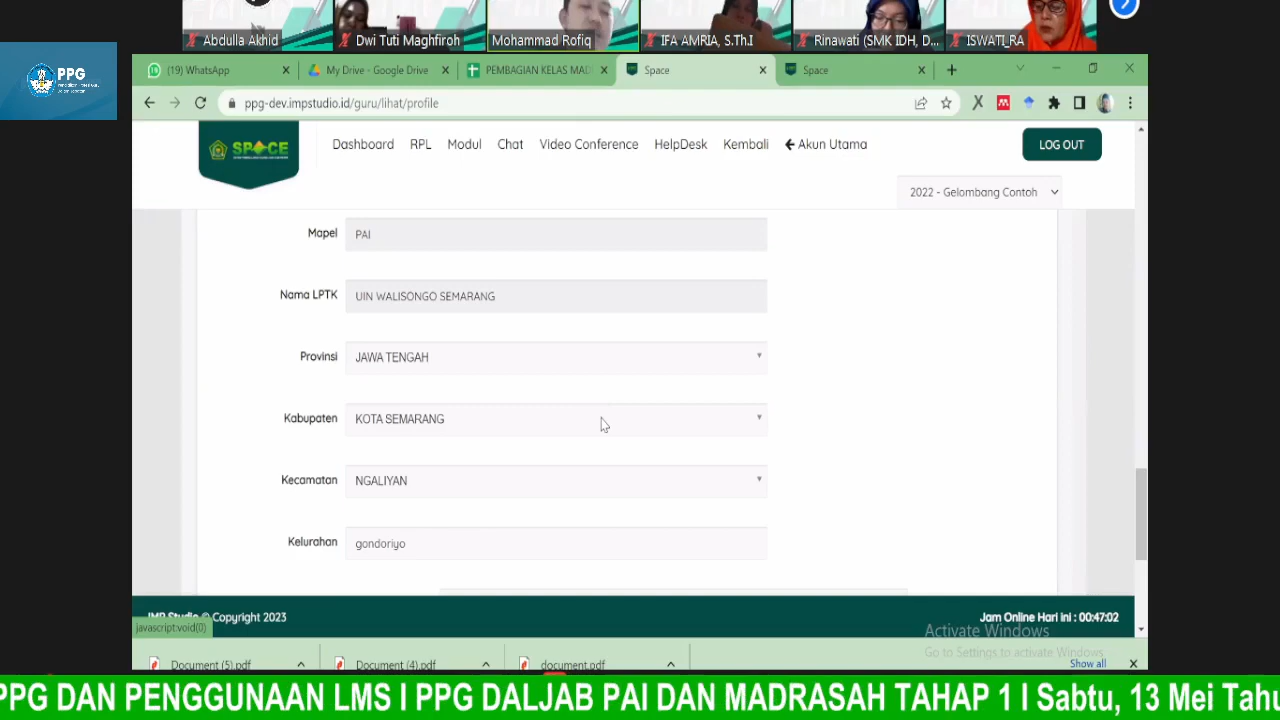 Abdulla Akhid
Dwi Tuti Maghfiroh
Mohammad Rofiq
IFA AMRIA, S.Th.I
Rinawati (SMK IDH, D...
ISWATI_RA
PPG
(19) WhatsApp
My Drive - Google Drive
PEMBAGIAN KELAS MAD
Space
Space
ppg-dev.impstudio.id/guru/lihat/profile
SPACE
Dashboard
RPL
Modul
Chat
Video Conference
HelpDesk
Kembali
Akun Utama
LOG OUT
2022 - Gelombang Contoh
Mapel
PAI
Nama LPTK
UIN WALISONGO SEMARANG
Provinsi
JAWA TENGAH
Kabupaten
KOTA SEMARANG
Kecamatan
NGALIYAN
Kelurahan
gondoriyo
IMP Studio © Copyright 2023
Jam Online Hari ini : 00:47:02
javascript:void(0)
Activate Windows
Go to Settings to activate Windows.
Document (5).pdf
Document (4).pdf
document.pdf
Show all
PPG DAN PENGGUNAAN LMS I PPG DALJAB PAI DAN MADRASAH TAHAP 1 I Sabtu, 13 Mei Tahu